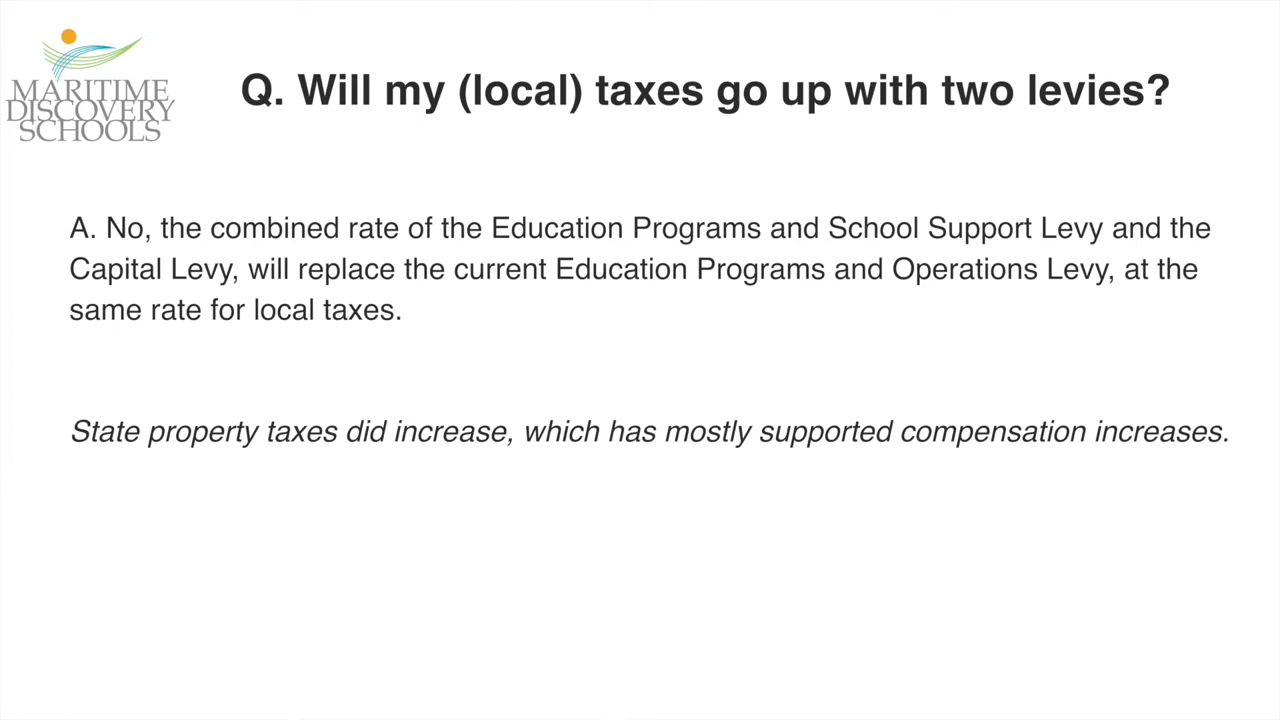 MARITIME
DISCOVERY
SCHOOLS
Q. Will my (local) taxes go up with two levies?
A. No, the combined rate of the Education Programs and School Support Levy and the
Capital Levy, will replace the current Education Programs and Operations Levy, at the
same rate for local taxes.
State property taxes did increase, which has mostly supported compensation increases.